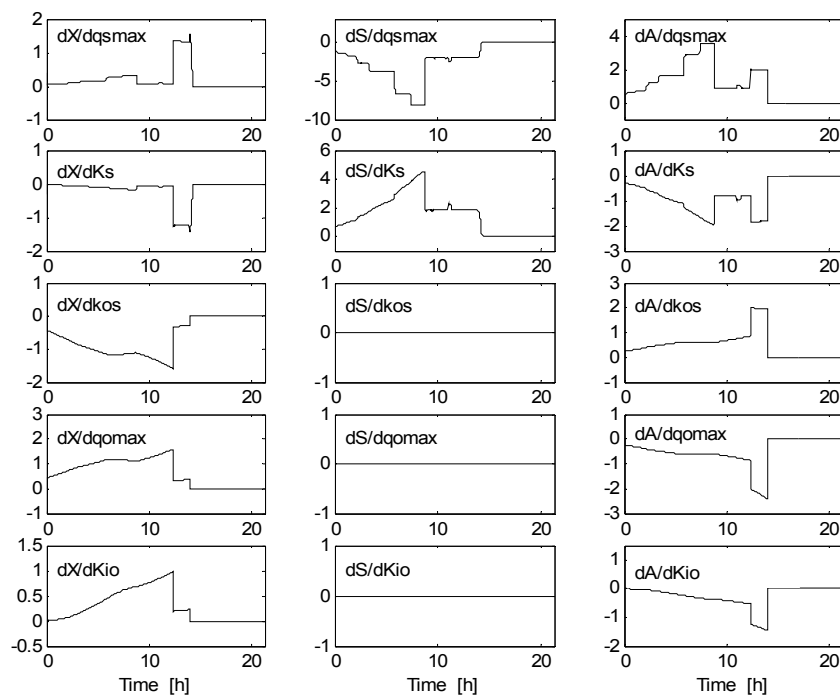 dX/dqsmax
2
1
0
-1
0 10 20
dS/dqsmax
0
-5
-10
0 10 20
dA/dqsmax
4
2
0
0 10 20
dX/dKs
1
0
-1
-2
0 10 20
dS/dKs
6
4
2
0
0 10 20
dA/dKs
1
0
-1
-2
-3
0 10 20
dX/dkos
1
0
-1
-2
0 10 20
dS/dkos
1
0
-1
0 10 20
dA/dkos
3
2
1
0
-1
0 10 20
dX/dqomax
3
2
1
0
-1
0 10 20
dS/dqomax
1
0
-1
0 10 20
dA/dqomax
1
0
-1
-2
-3
0 10 20
dX/dKio
1.5
1
0.5
0
-0.5
0 10 20
Time [h]
dS/dKio
1
0
-1
0 10 20
Time [h]
dA/dKio
1
0
-1
-2
0 10 20
Time [h]